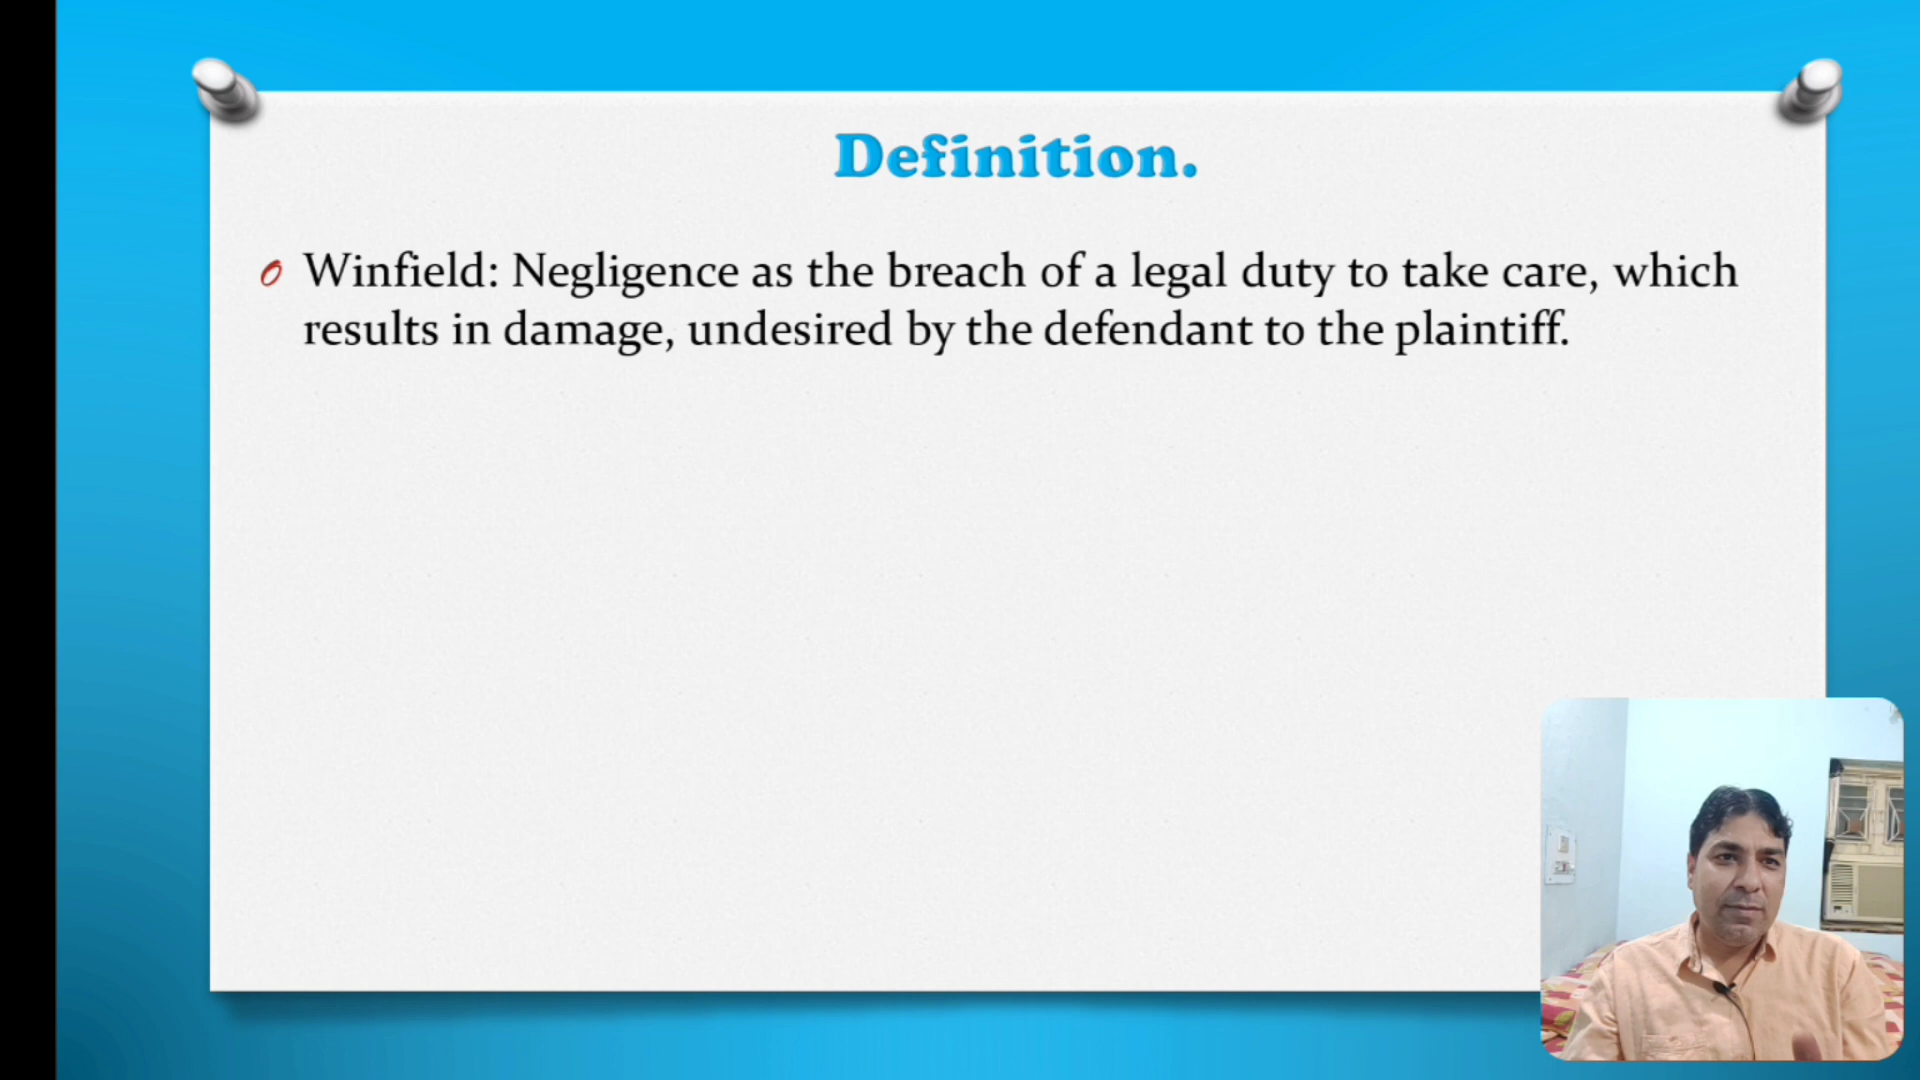 Definition.
Winfield: Negligence as the breach of a legal duty to take care, which
results in damage, undesired by the defendant to the plaintiff.